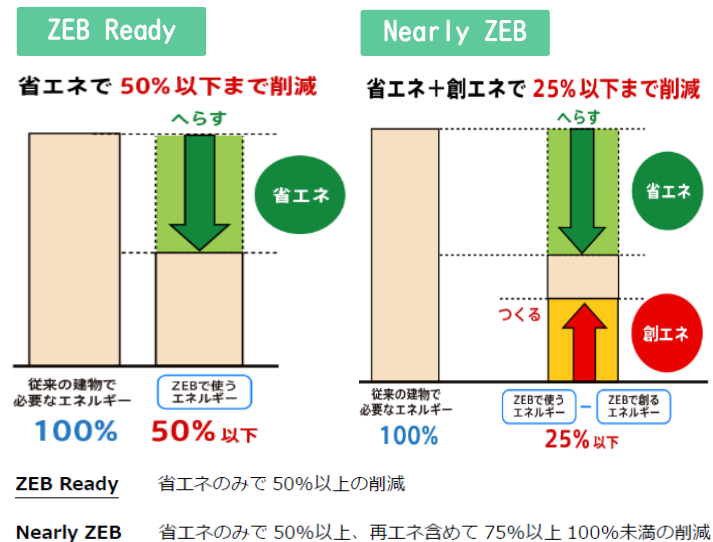 ZEB Ready
省エネで 50%以下まで削減
へらす
省エネ
従来の建物で
必要なエネルギー
100%
ZEBで使う
エネルギー
50%以下
Nearly ZEB
省エネ＋創エネで 25%以下まで削減
へらす
省エネ
つくる
創エネ
従来の建物で
必要なエネルギー
100%
ZEBで使う
エネルギー
−
ZEBで創る
エネルギー
25%以下
ZEB Ready 省エネのみで 50%以上の削減
Nearly ZEB 省エネのみで 50%以上、再エネ含めて 75%以上 100%未満の削減